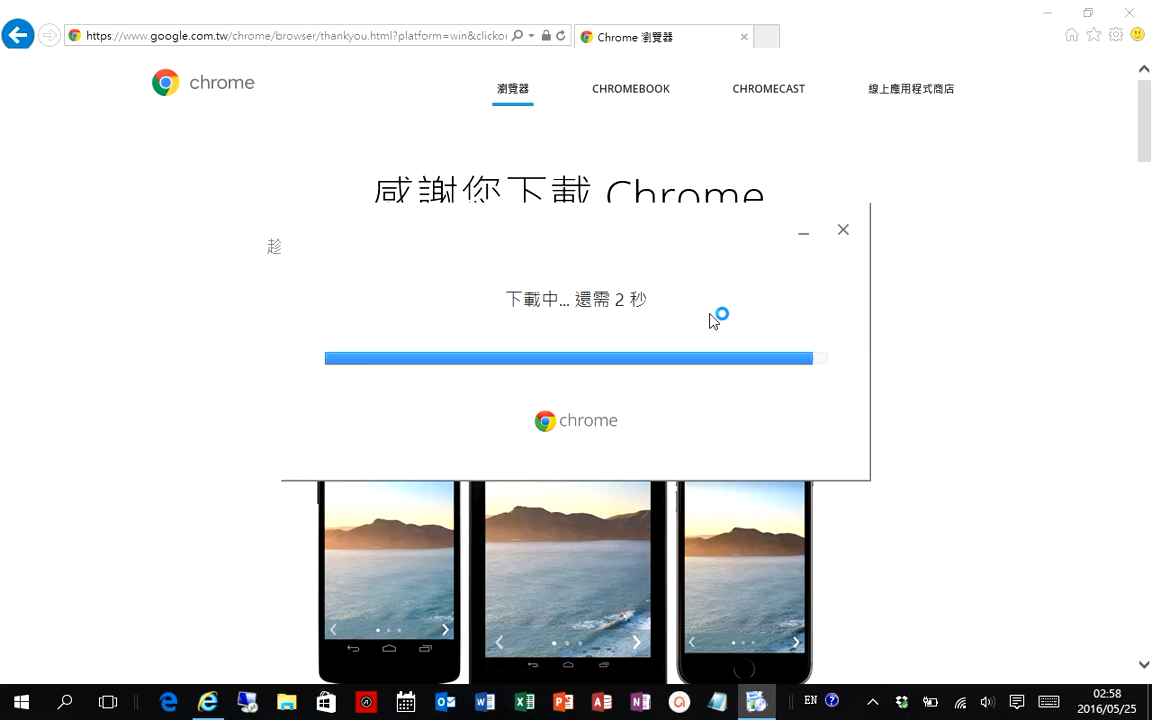 https://www.google.com.tw/chrome/browser/thankyou.html?platform=win&clickon
Chrome 瀏覽器
chrome
瀏覽器
CHROMEBOOK
CHROMECAST
線上應用程式商店
感謝您下載 Chrome
趁
下載中... 還需 2 秒
chrome
EN
02:58
2016/05/25